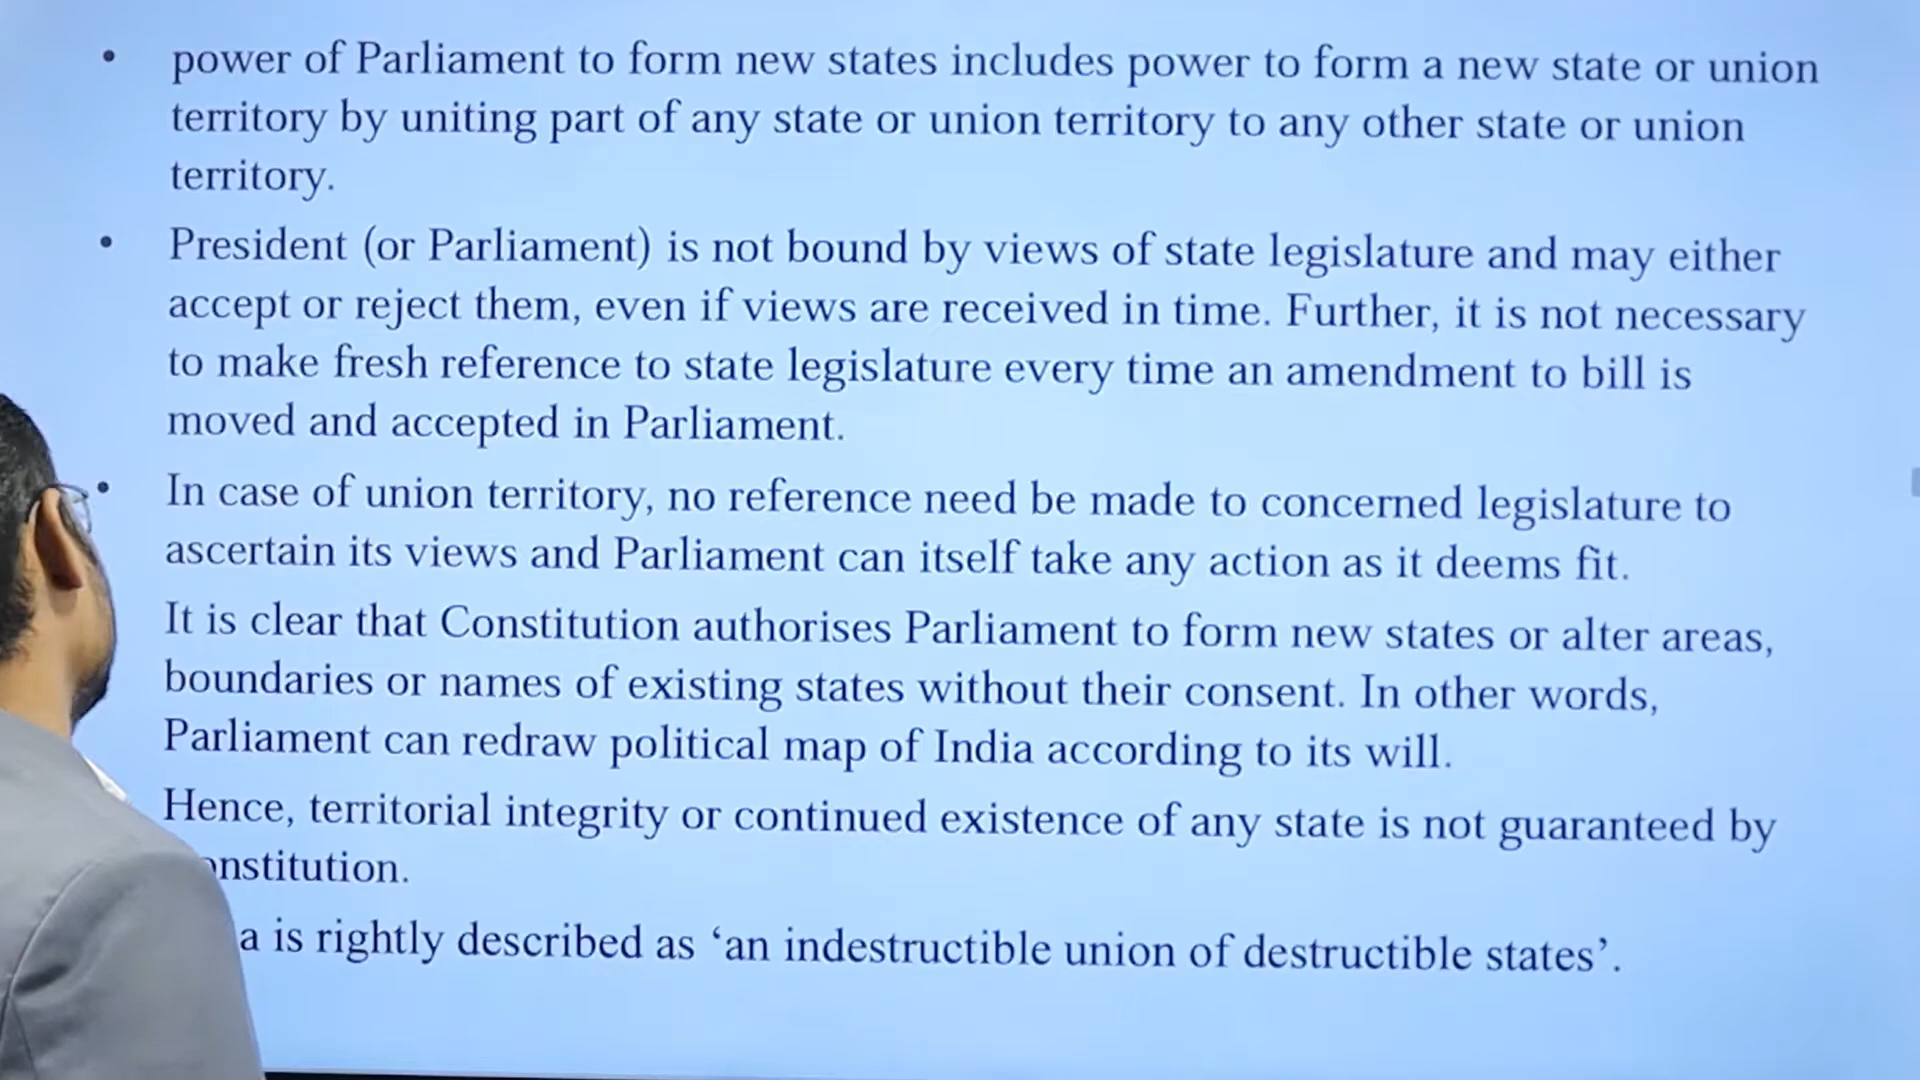 • power of Parliament to form new states includes power to form a new state or union
territory by uniting part of any state or union territory to any other state or union
territory.
• President (or Parliament) is not bound by views of state legislature and may either
accept or reject them, even if views are received in time. Further, it is not necessary
to make fresh reference to state legislature every time an amendment to bill is
moved and accepted in Parliament.
• In case of union territory, no reference need be made to concerned legislature to
ascertain its views and Parliament can itself take any action as it deems fit.
It is clear that Constitution authorises Parliament to form new states or alter areas,
boundaries or names of existing states without their consent. In other words,
Parliament can redraw political map of India according to its will.
Hence, territorial integrity or continued existence of any state is not guaranteed by
nstitution.
a is rightly described as ‘an indestructible union of destructible states’.